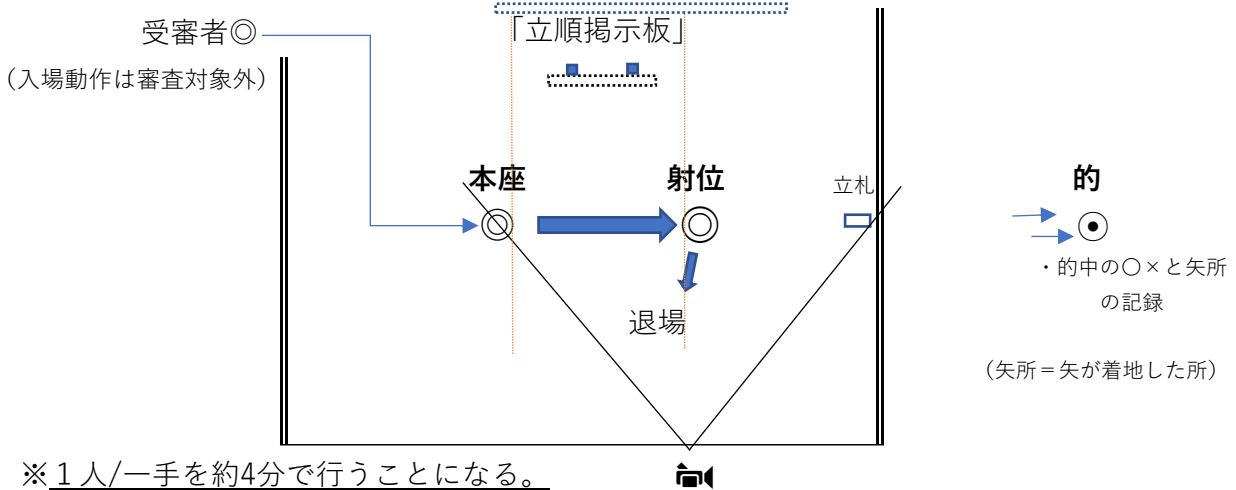 「立順掲示板」
受審者◎
（入場動作は審査対象外）
本座
射位
立札
的
・的中の〇×と矢所
の記録
退場
（矢所＝矢が着地した所）
※１人/一手を約4分で行うことになる。